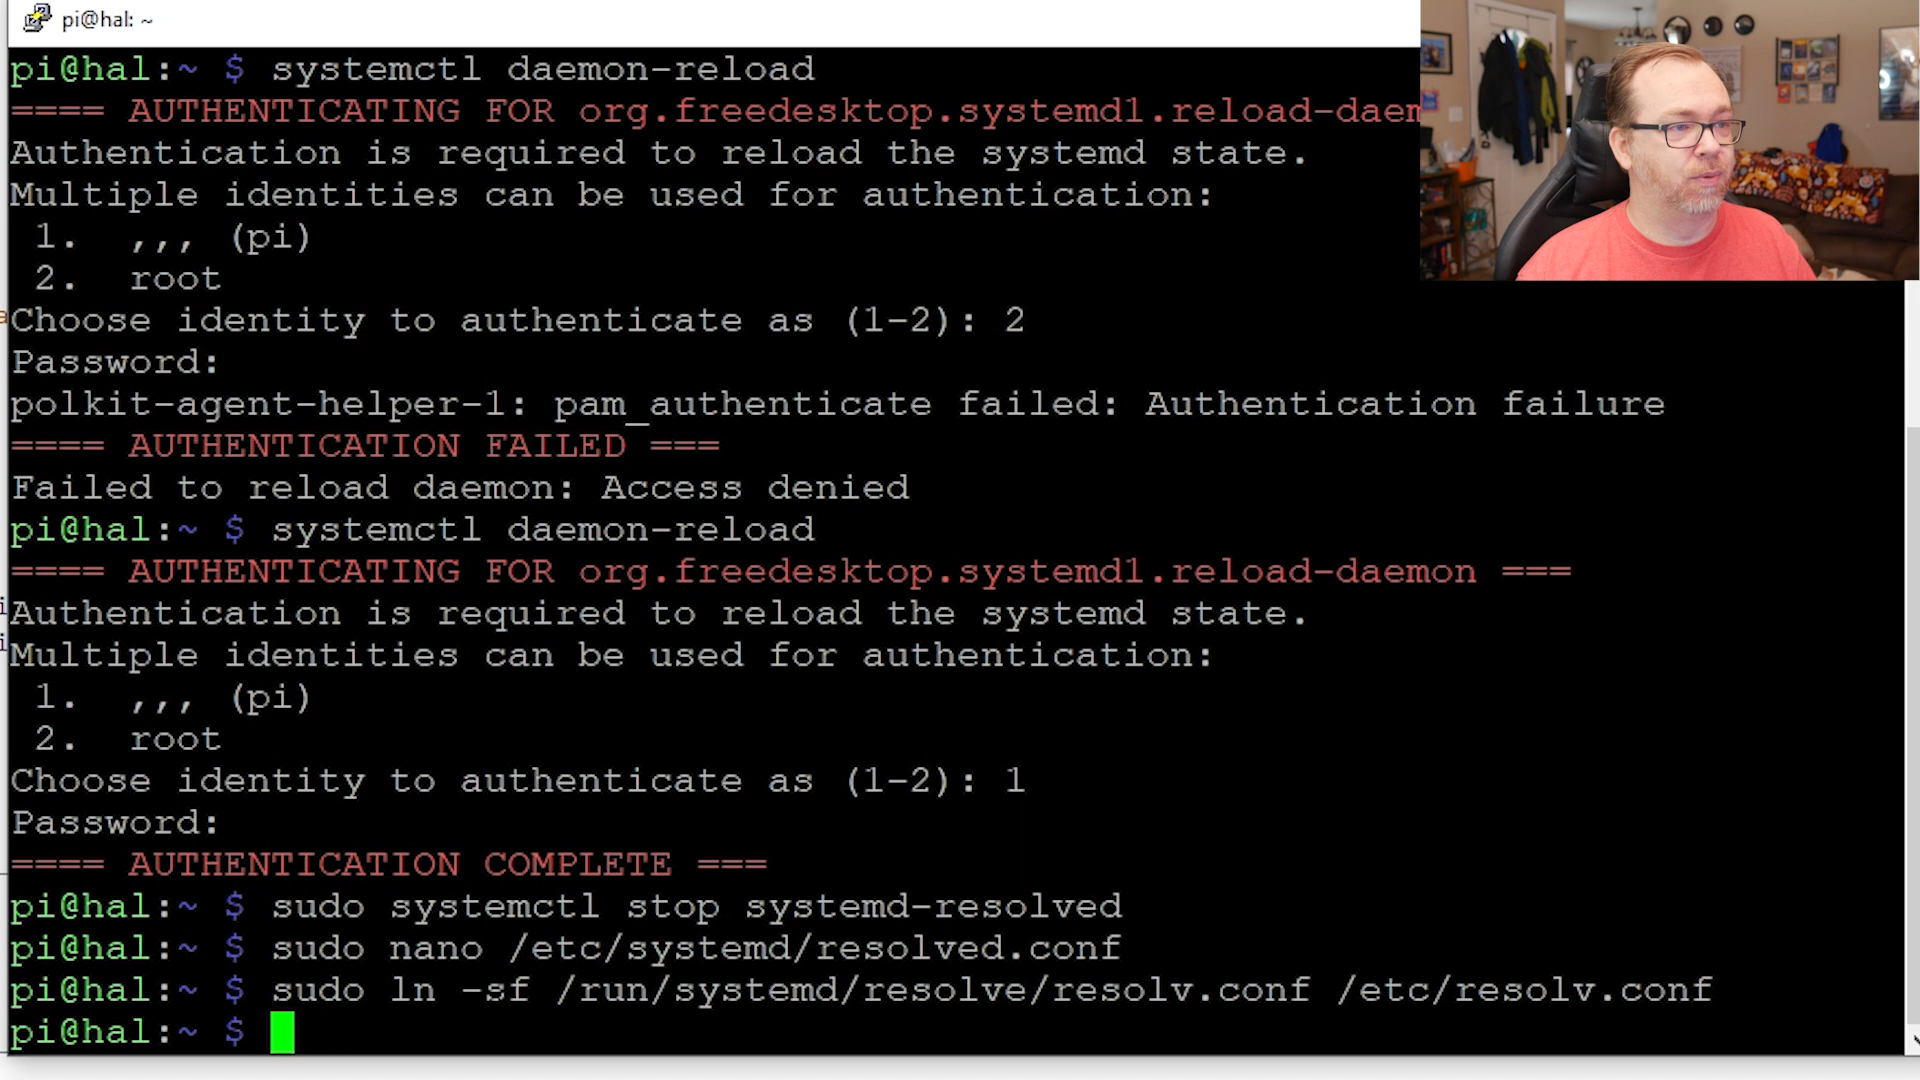 pi@hal: ~
pi@hal:~ $ systemctl daemon-reload
==== AUTHENTICATING FOR org.freedesktop.systemd1.reload-daem
Authentication is required to reload the systemd state.
Multiple identities can be used for authentication:
1. ,,, (pi)
2. root
Choose identity to authenticate as (1-2): 2
Password:
polkit-agent-helper-1: pam_authenticate failed: Authentication failure
==== AUTHENTICATION FAILED ===
Failed to reload daemon: Access denied
pi@hal:~ $ systemctl daemon-reload
==== AUTHENTICATING FOR org.freedesktop.systemd1.reload-daemon ===
Authentication is required to reload the systemd state.
Multiple identities can be used for authentication:
1. ,,, (pi)
2. root
Choose identity to authenticate as (1-2): 1
Password:
==== AUTHENTICATION COMPLETE ===
pi@hal:~ $ sudo systemctl stop systemd-resolved
pi@hal:~ $ sudo nano /etc/systemd/resolved.conf
pi@hal:~ $ sudo ln -sf /run/systemd/resolve/resolv.conf /etc/resolv.conf
pi@hal:~ $